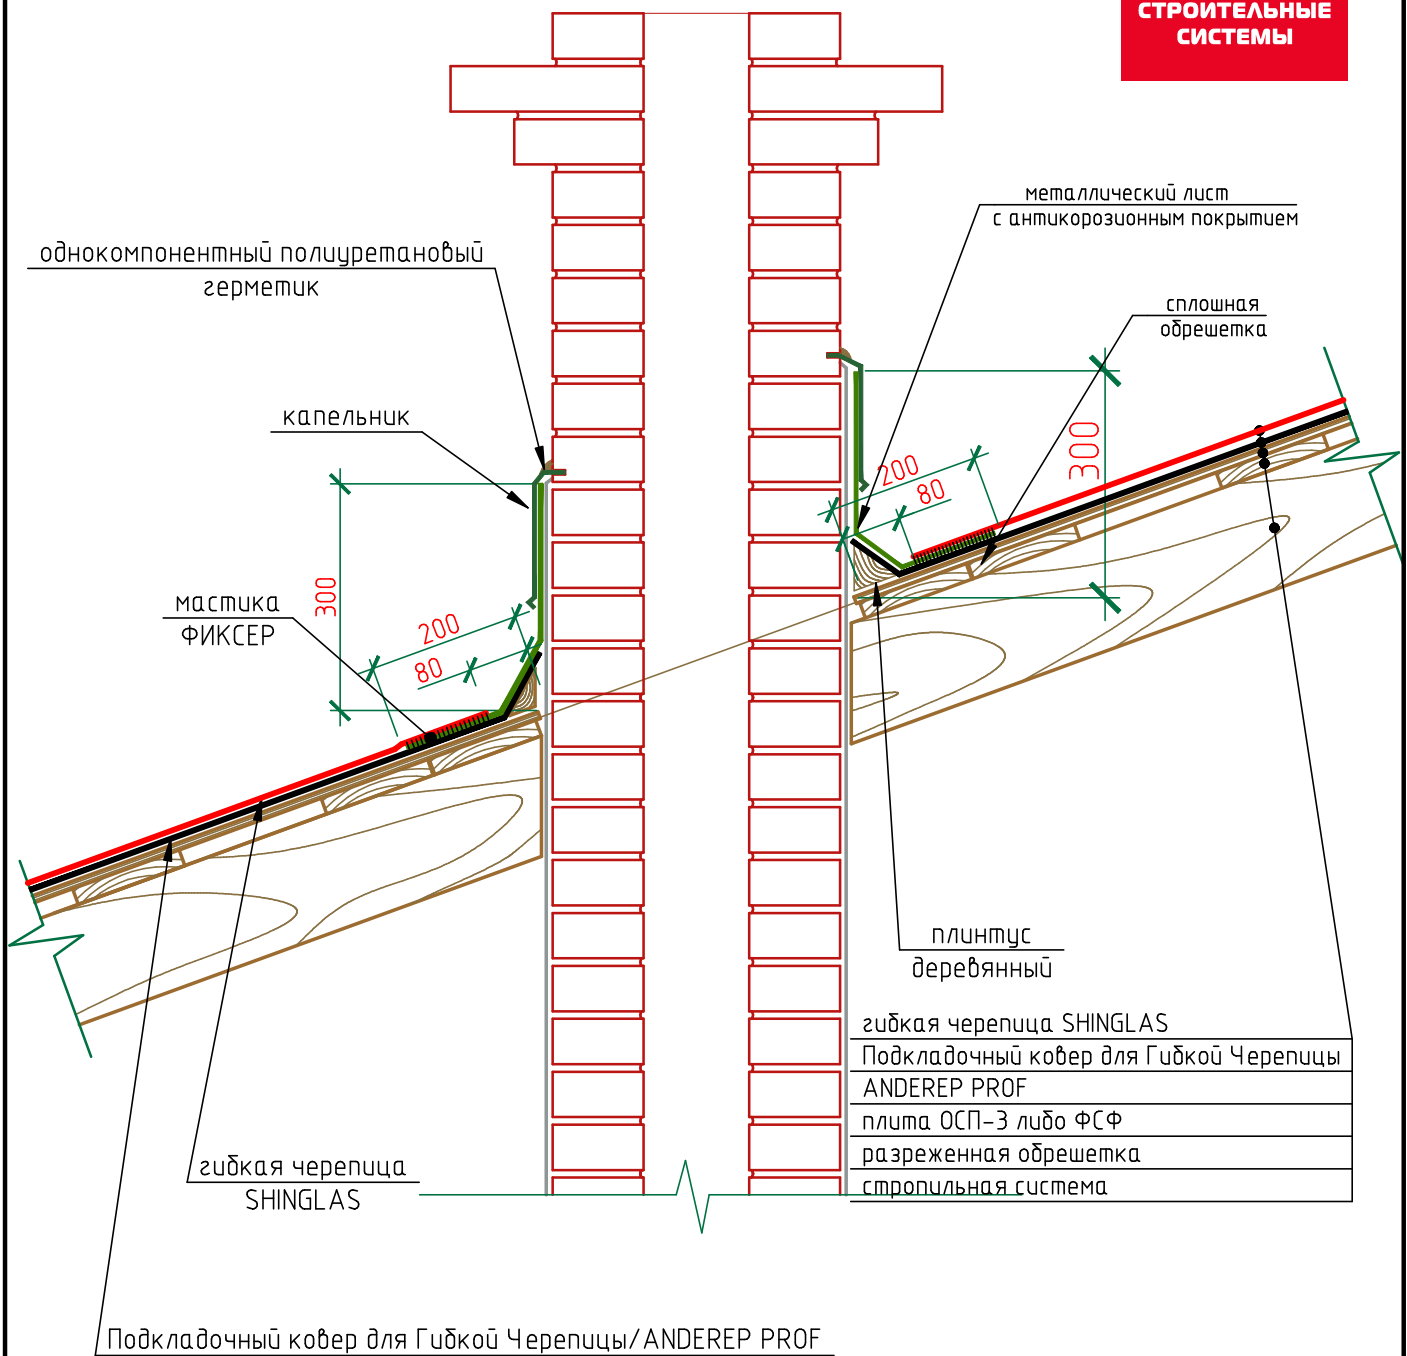 СТРОИТЕЛЬНЫЕ
СИСТЕМЫ
металлический лист
с антикорозионным покрытием
однокомпонентный полиуретановый
герметик
сплошная
обрешетка
капельник
300
200
80
300
мастика
ФИКСЕР
200
80
плинтус
деревянный
гибкая черепица SHINGLAS
Подкладочный ковер для Гибкой Черепицы
ANDEREP PROF
плита ОСП-3 либо ФСФ
разреженная обрешетка
стропильная система
гибкая черепица
SHINGLAS
Подкладочный ковер для Гибкой Черепицы/ANDEREP PROF